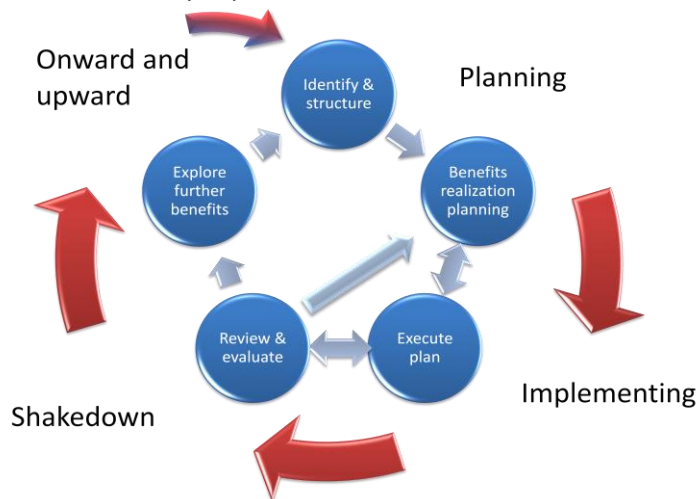 Onward and
upward
Identify &
structure
Planning
Explore
further
benefits
Benefits
realization
planning
Review &
evaluate
Execute
plan
Implementing
Shakedown